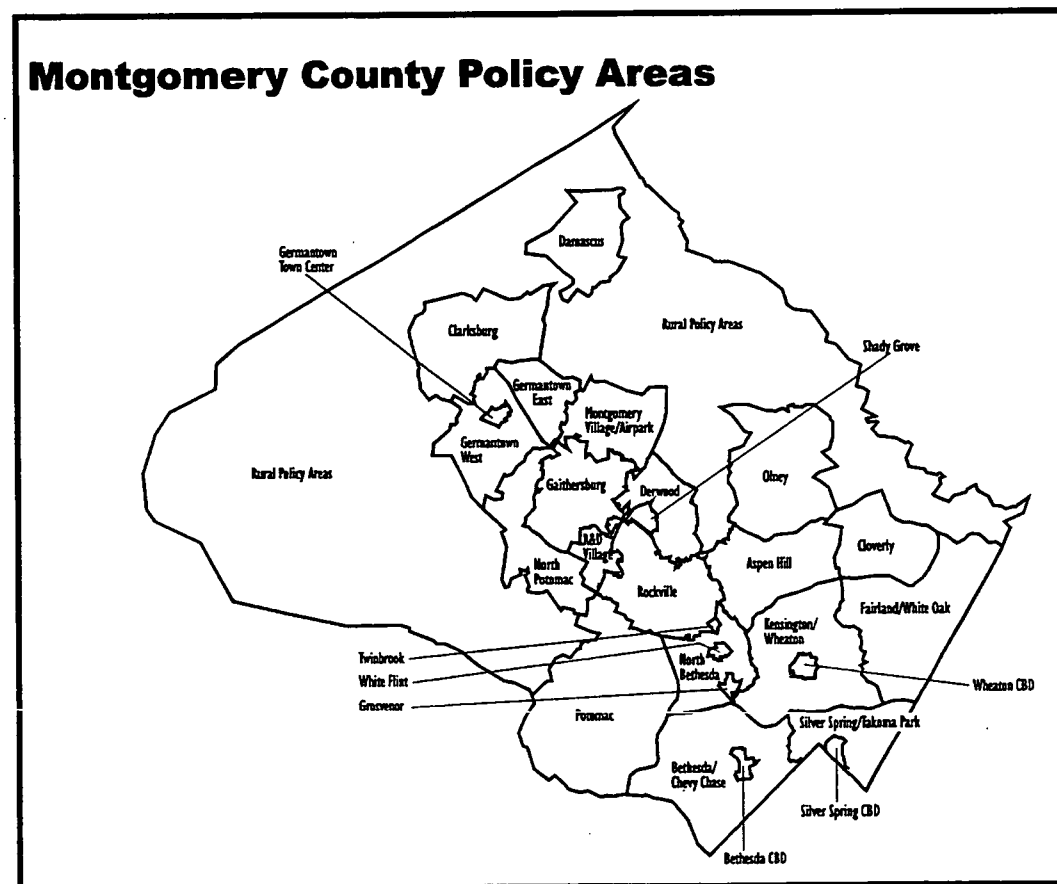 Montgomery County Policy Areas
Damascus
Germantown
Town Center
Clarksburg
Rural Policy Areas
Shady Grove
Germantown
East
Montgomery
Village/Airpark
Germantown
West
Rural Policy Areas
Gaithersburg
Derwood
Olney
R&D
Village
North
Potomac
Rockville
Aspen Hill
Cloverly
Fairland/White Oak
Kensington/
Wheaton
Twinbrook
White Flint
North
Bethesda
Grosvenor
Wheaton CBD
Potomac
Silver Spring/Takoma Park
Bethesda/
Chevy Chase
Silver Spring CBD
Bethesda CBD